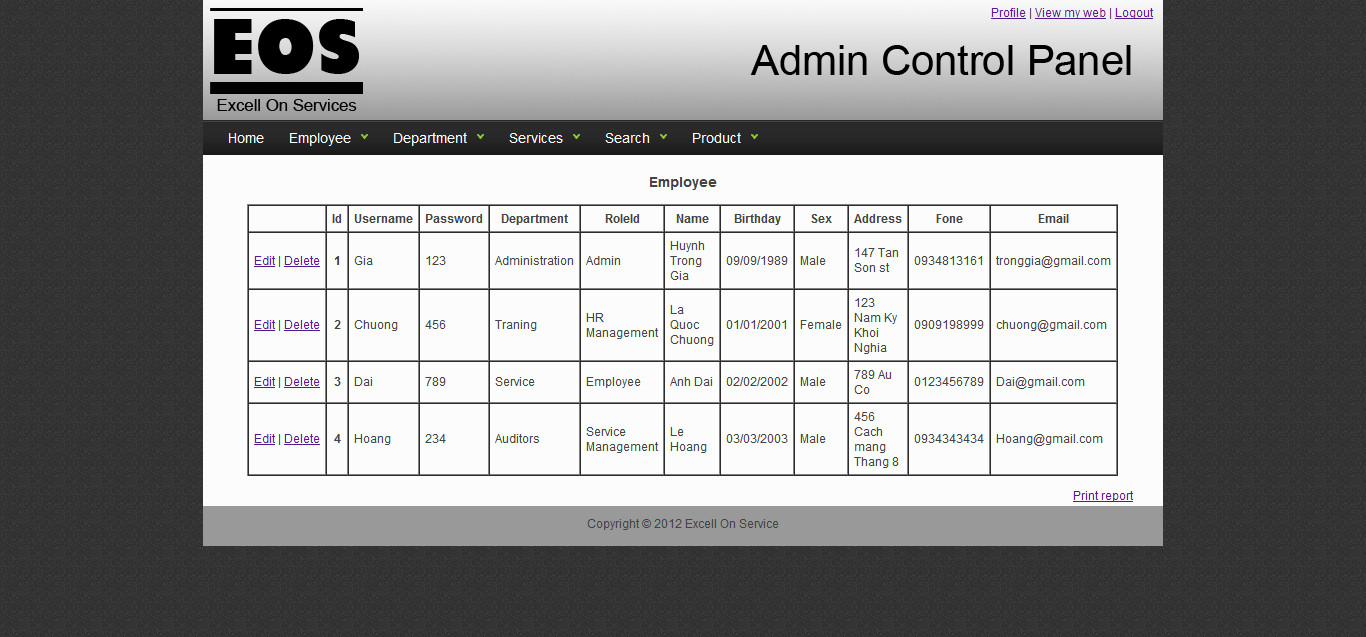 EOS
Excell On Services
Profile | View my web | Logout
Admin Control Panel
Home Employee Department Services Search Product
Employee
Id Username Password Department RoleId Name Birthday Sex Address Fone Email
Edit | Delete 1 Gia 123 Administration Admin Huynh Trong Gia 09/09/1989 Male 147 Tan Son st 0934813161 tronggia@gmail.com
Edit | Delete 2 Chuong 456 Traning HR Management La Quoc Chuong 01/01/2001 Female 123 Nam Ky Khoi Nghia 0909198999 chuong@gmail.com
Edit | Delete 3 Dai 789 Service Employee Anh Dai 02/02/2002 Male 789 Au Co 0123456789 Dai@gmail.com
Edit | Delete 4 Hoang 234 Auditors Service Management Le Hoang 03/03/2003 Male 456 Cach mang Thang 8 0934343434 Hoang@gmail.com
Print report
Copyright © 2012 Excell On Service